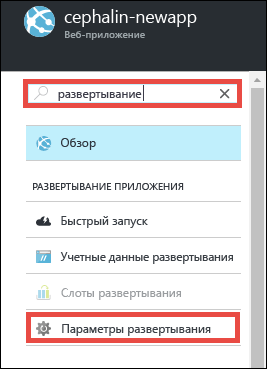 cephalin-newapp
Веб-приложение
развертывание
Обзор
РАЗВЕРТЫВАНИЕ ПРИЛОЖЕНИЯ
Быстрый запуск
Учетные данные развертывания
Слоты развертывания
Параметры развертывания